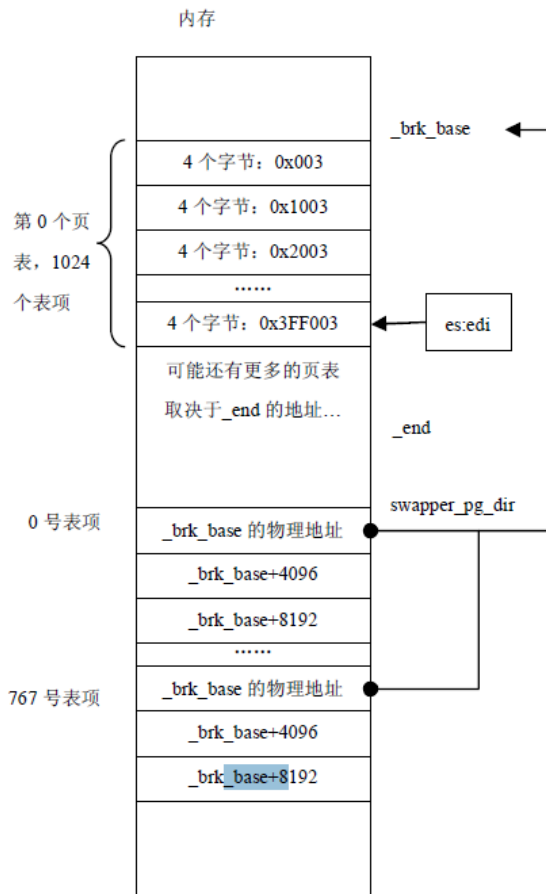 内存
_brk_base
4 个字节：0x003
4 个字节：0x1003
第 0 个页
表，1024
个表项
4 个字节：0x2003
……
4 个字节：0x3FF003
es:edi
可能还有更多的页表
取决于_end 的地址…
_end
swapper_pg_dir
0 号表项
_brk_base 的物理地址
_brk_base+4096
_brk_base+8192
……
767 号表项
_brk_base 的物理地址
_brk_base+4096
_brk_base+8192